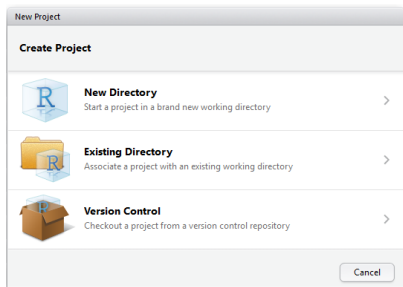 New Project
Create Project
R
New Directory
Start a project in a brand new working directory
R
Existing Directory
Associate a project with an existing working directory
R
Version Control
Checkout a project from a version control repository
Cancel